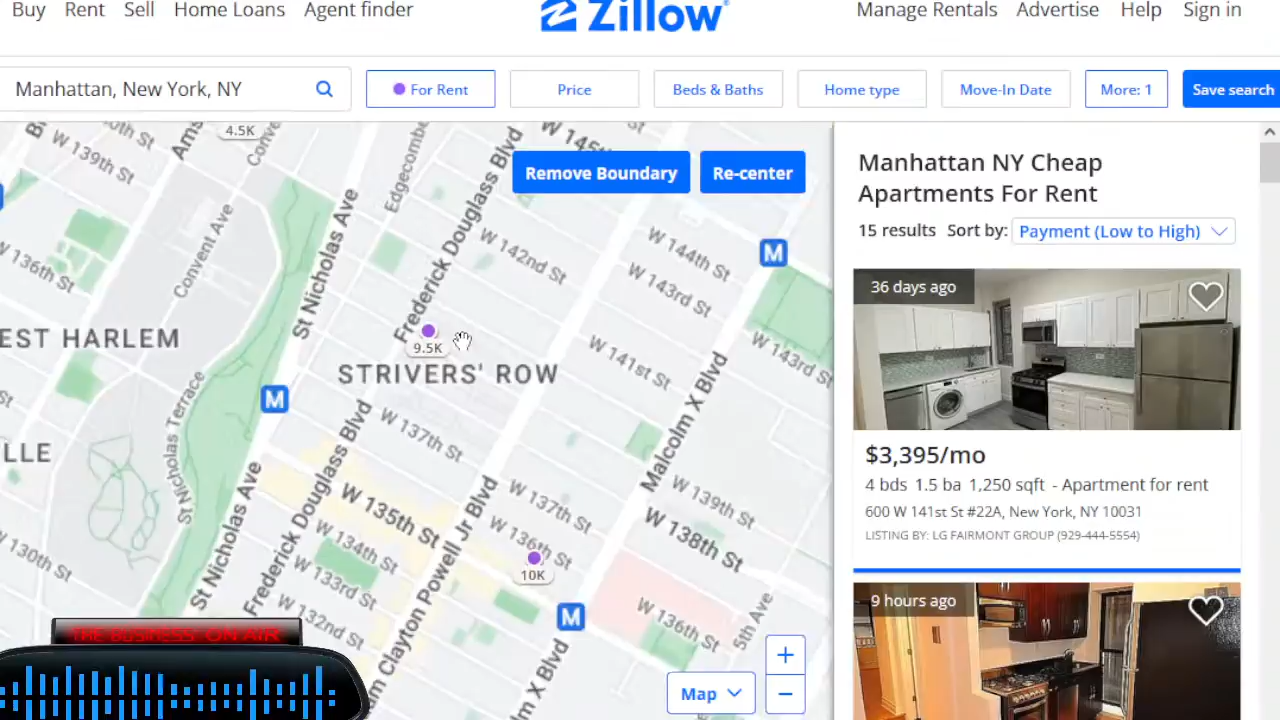 Buy Rent Sell Home Loans Agent finder
Zillow
Manage Rentals Advertise Help Sign in
Manhattan, New York, NY
For Rent
Price
Beds & Baths
Home type
Move-In Date
More: 1
Save search
4.5K
W 139th St
Conve
Edgecombe
W 145
St
Remove Boundary
Re-center
Convent Ave
W 136th St
St Nicholas Ave
Frederick Douglass Blvd
W 142nd St
W 144th St
W 143rd St
M
EST HARLEM
9.5K
STRIVERS' ROW
W 141st St
W 143rd St
M
Malcolm X Blvd
LLE
St Nicholas Terrace
W 137th St
W 130th St
St Nicholas Ave
Frederick Douglass Blvd
W 135th St
W 134th St
W 133rd St
W 132nd St
m Clayton Powell Jr Blvd
W 137th St
W 136th St
10K
W 139th St
W 138th St
M
W 136th St
5th Ave
lm X Blvd
Map
+
−
THE BUSINESS ON AIR
Manhattan NY Cheap
Apartments For Rent
15 results Sort by: Payment (Low to High)
36 days ago
$3,395/mo
4 bds 1.5 ba 1,250 sqft - Apartment for rent
600 W 141st St #22A, New York, NY 10031
LISTING BY: LG FAIRMONT GROUP (929-444-5554)
9 hours ago